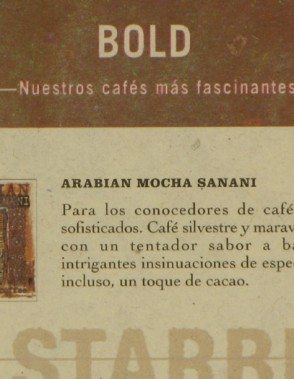 BOLD
—Nuestros cafés más fascinantes
ARABIAN MOCHA SANANI
Para los conocedores de café
sofisticados. Café silvestre y marav
con un tentador sabor a ba
intrigantes insinuaciones de espe
incluso, un toque de cacao.